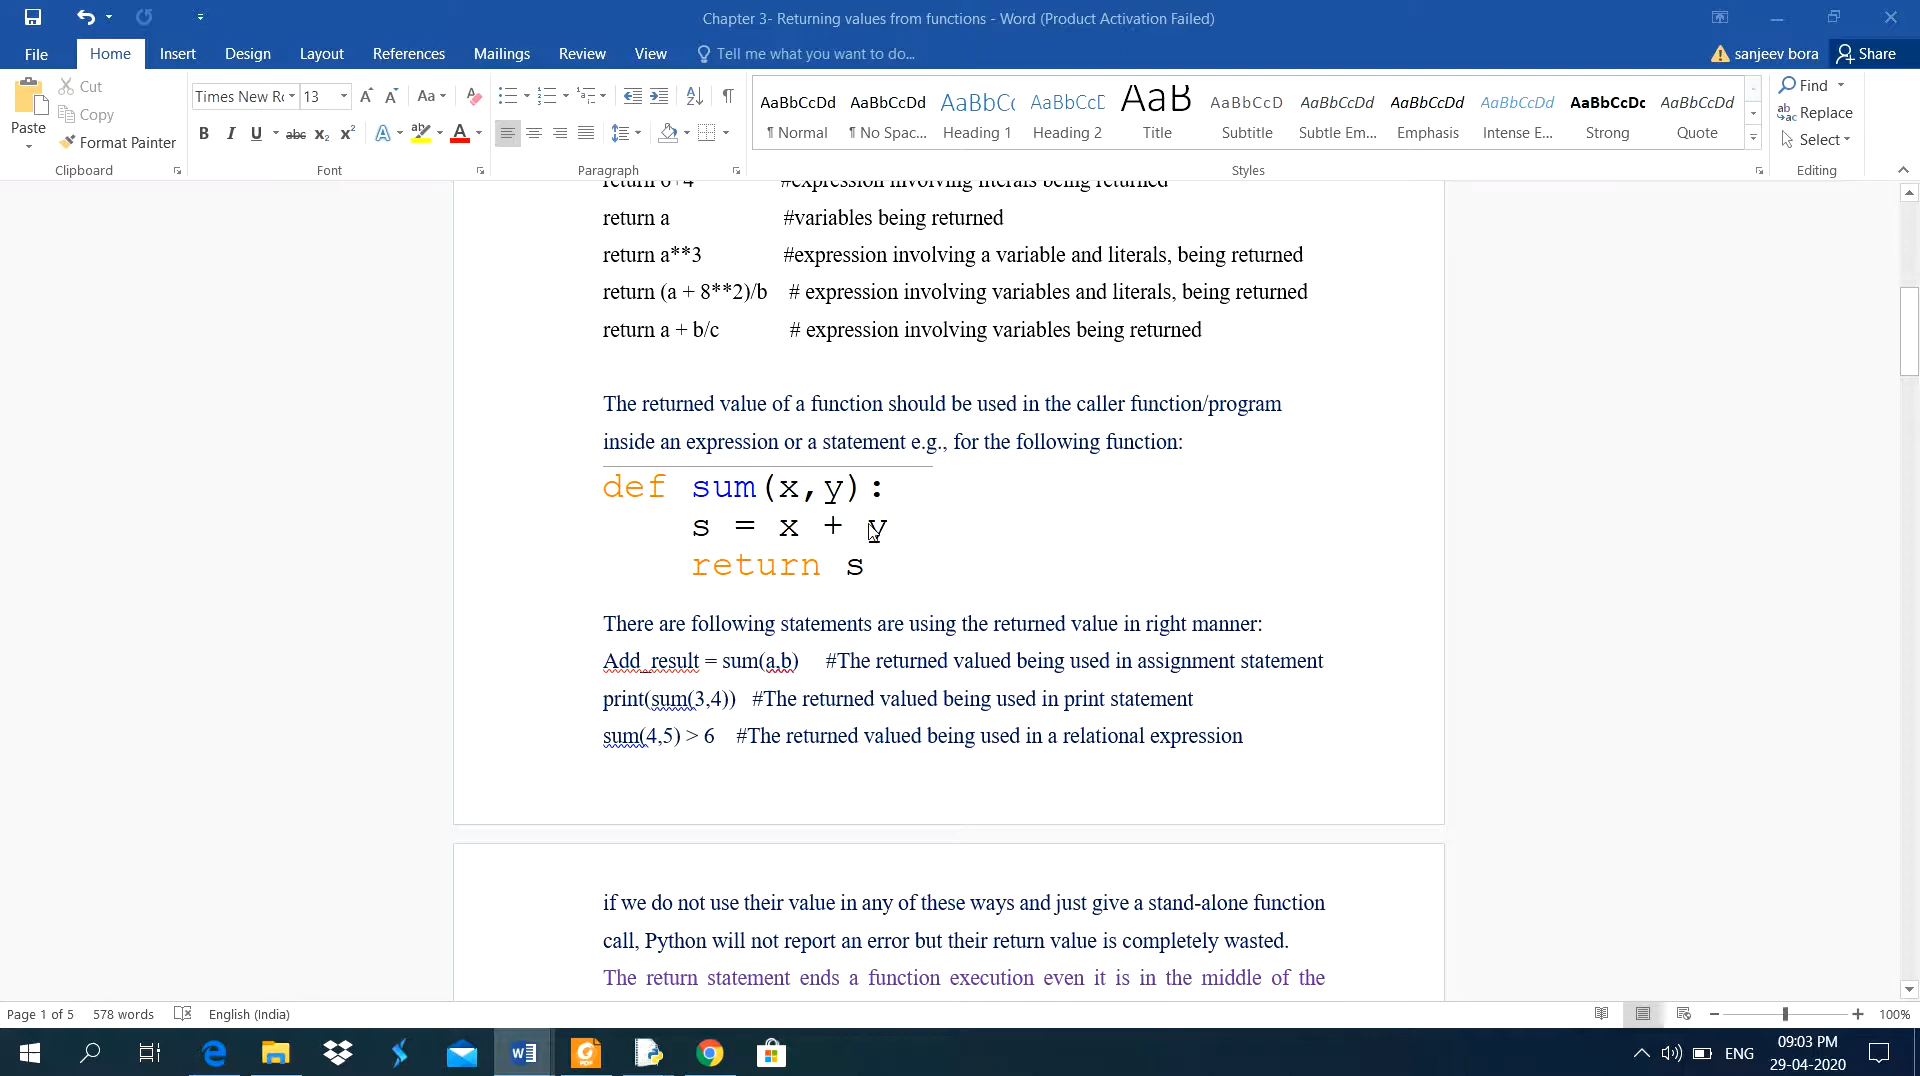 Chapter 3- Returning values from functions - Word (Product Activation Failed)
File Home Insert Design Layout References Mailings Review View Tell me what you want to do... sanjeev bora Share
Paste
Cut
Copy
Format Painter
Clipboard
Times New Rc 13
Font
Paragraph
AaBbCcDd AaBbCcDd AaBbCc AaBbCcD AaB AaBbCcD AaBbCcDd AaBbCcDd AaBbCcDd AaBbCcDc AaBbCcDd
¶ Normal ¶ No Spac... Heading 1 Heading 2 Title Subtitle Subtle Em... Emphasis Intense E... Strong Quote
Styles
Find
Replace
Select
Editing
return 6+4 #expression involving literals being returned
return a #variables being returned
return a**3 #expression involving a variable and literals, being returned
return (a + 8**2)/b # expression involving variables and literals, being returned
return a + b/c # expression involving variables being returned
The returned value of a function should be used in the caller function/program
inside an expression or a statement e.g., for the following function:
def sum(x,y):
s = x + y
return s
There are following statements are using the returned value in right manner:
Add_result = sum(a,b) #The returned valued being used in assignment statement
print(sum(3,4)) #The returned valued being used in print statement
sum(4,5) > 6 #The returned valued being used in a relational expression
if we do not use their value in any of these ways and just give a stand-alone function
call, Python will not report an error but their return value is completely wasted.
The return statement ends a function execution even it is in the middle of the
Page 1 of 5 578 words English (India) 100%
ENG
09:03 PM
29-04-2020